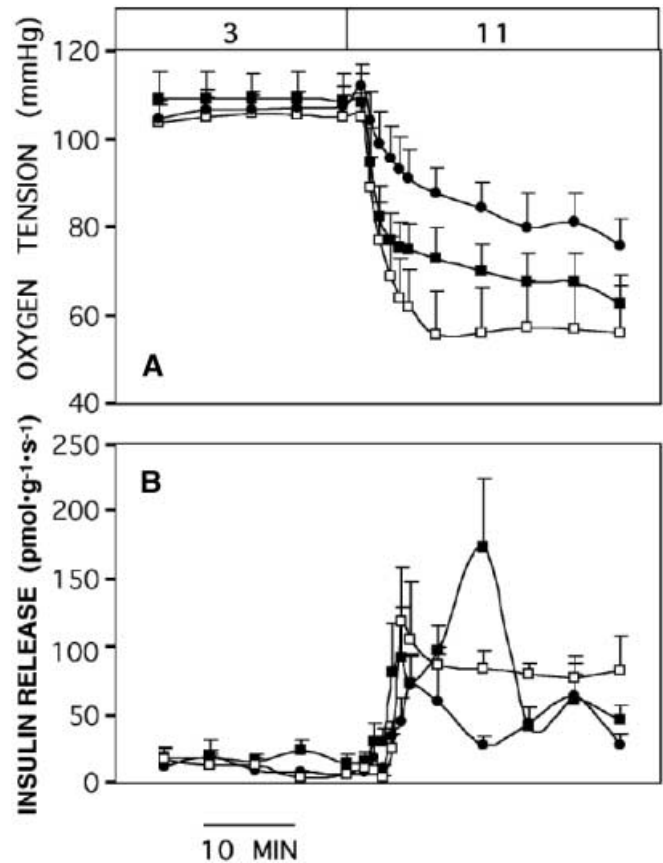 3 11
OXYGEN TENSION (mmHg)
120
100
80
60
40
A
INSULIN RELEASE (pmol·g⁻¹·s⁻¹)
250
200
150
100
50
0
B
10 MIN